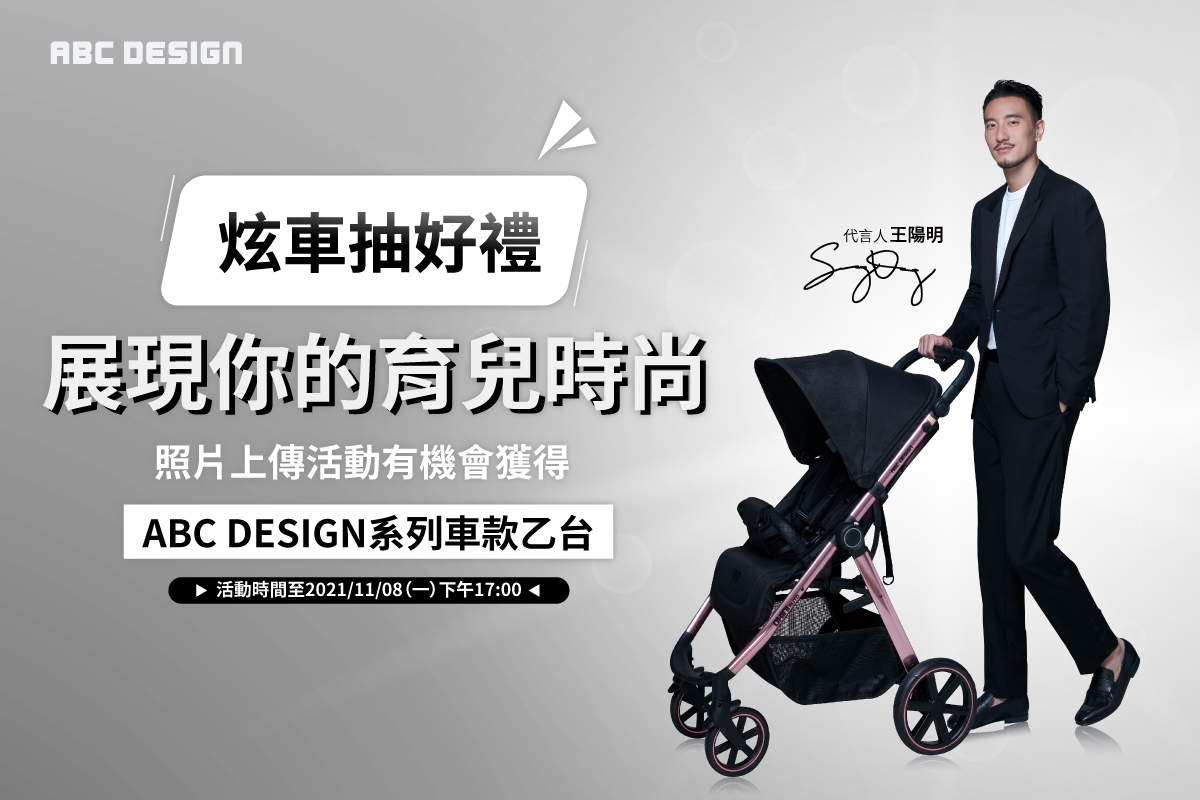 ABC DESIGN
炫車抽好禮
展現你的育兒時尚
照片上傳活動有機會獲得
ABC DESIGN系列車款乙台
▶ 活動時間至2021/11/08(一)下午17:00 ◀
代言人 王陽明